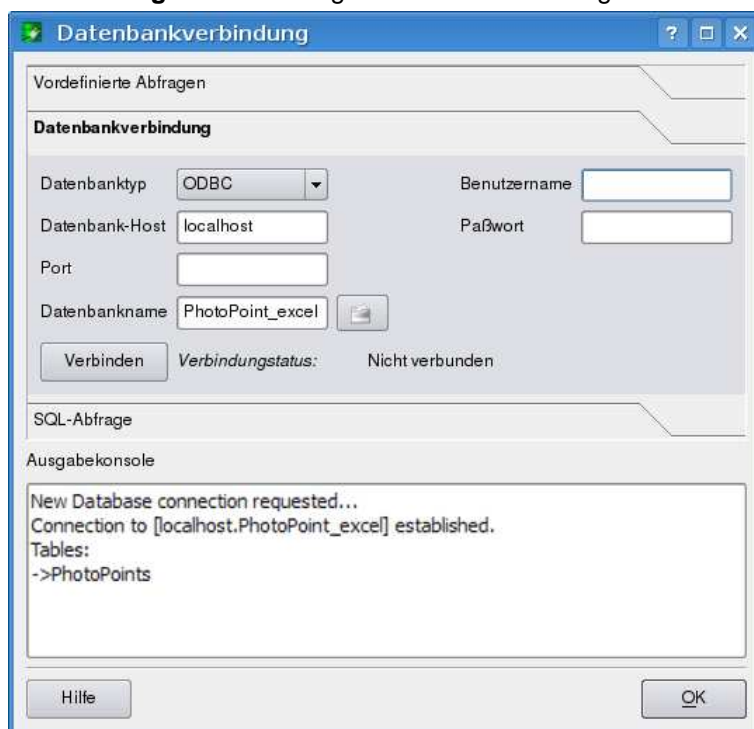 Datenbankverbindung
Vordefinierte Abfragen
Datenbankverbindung
Datenbanktyp ODBC Benutzername
Datenbank-Host localhost Paßwort
Port
Datenbankname PhotoPoint_excel
Verbinden Verbindungstatus: Nicht verbunden
SQL-Abfrage
Ausgabekonsole
New Database connection requested...
Connection to [localhost.PhotoPoint_excel] established.
Tables:
->PhotoPoints
Hilfe OK